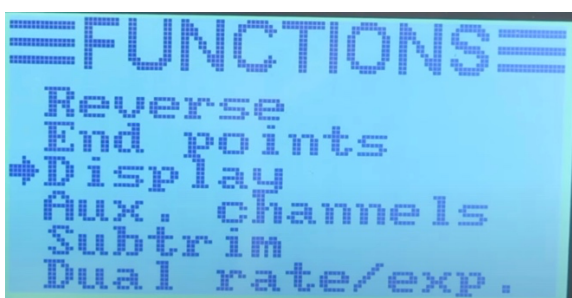 FUNCTIONS
Reverse
End points
Display
Aux. channels
Subtrim
Dual rate/exp.